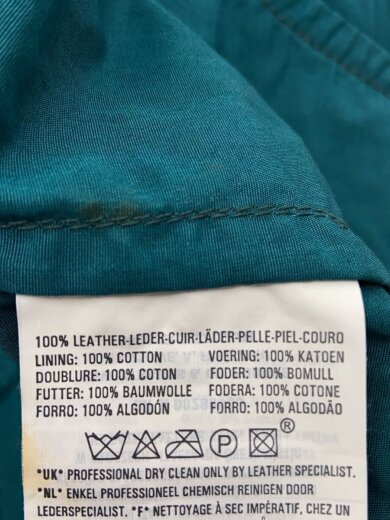 100% LEATHER-LEDER-CUIR-LÄDER-PELLE-PIEL-COURO
LINING: 100% COTTON VOERING: 100% KATOEN
DOUBLURE: 100% COTON FODER: 100% BOMULL
FUTTER: 100% BAUMWOLLE FODERA: 100% COTONE
FORRO: 100% ALGODÓN FORRO: 100% ALGODÃO
P ®
*UK* PROFESSIONAL DRY CLEAN ONLY BY LEATHER SPECIALIST.
*NL* ENKEL PROFESSIONEEL CHEMISCH REINIGEN DOOR
LEDERSPECIALIST. *F* NETTOYAGE À SEC IMPÉRATIF, CHEZ UN